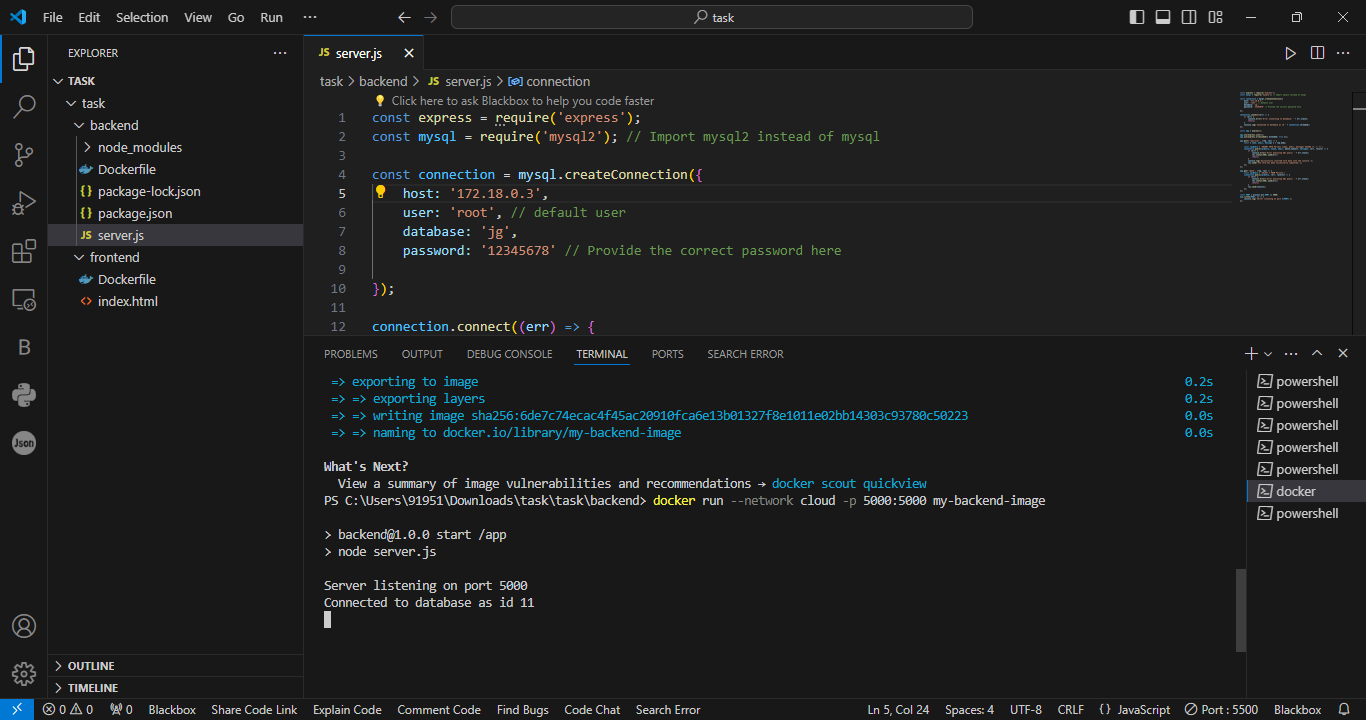 File Edit Selection View Go Run ··· task
EXPLORER ···
TASK
task
backend
node_modules
Dockerfile
{} package-lock.json
{} package.json
JS server.js
frontend
Dockerfile
<> index.html
OUTLINE
TIMELINE
JS server.js
task > backend > JS server.js > connection
Click here to ask Blackbox to help you code faster
1 const express = require('express');
2 const mysql = require('mysql2'); // Import mysql2 instead of mysql
3
4 const connection = mysql.createConnection({
5 host: '172.18.0.3',
6 user: 'root', // default user
7 database: 'jg',
8 password: '12345678' // Provide the correct password here
9
10 });
11
12 connection.connect((err) => {
PROBLEMS OUTPUT DEBUG CONSOLE TERMINAL PORTS SEARCH ERROR
=> exporting to image 0.2s
=> => exporting layers 0.2s
=> => writing image sha256:6de7c74ecac4f45ac20910fca6e13b01327f8e1011e02bb14303c93780c50223 0.0s
=> => naming to docker.io/library/my-backend-image 0.0s
What's Next?
View a summary of image vulnerabilities and recommendations → docker scout quickview
PS C:\Users\91951\Downloads\task\task\backend> docker run --network cloud -p 5000:5000 my-backend-image
> backend@1.0.0 start /app
> node server.js
Server listening on port 5000
Connected to database as id 11
powershell
powershell
powershell
powershell
powershell
docker
powershell
B
Json
0 0 0 Blackbox Share Code Link Explain Code Comment Code Find Bugs Code Chat Search Error Ln 5, Col 24 Spaces: 4 UTF-8 CRLF {} JavaScript Port : 5500 Blackbox